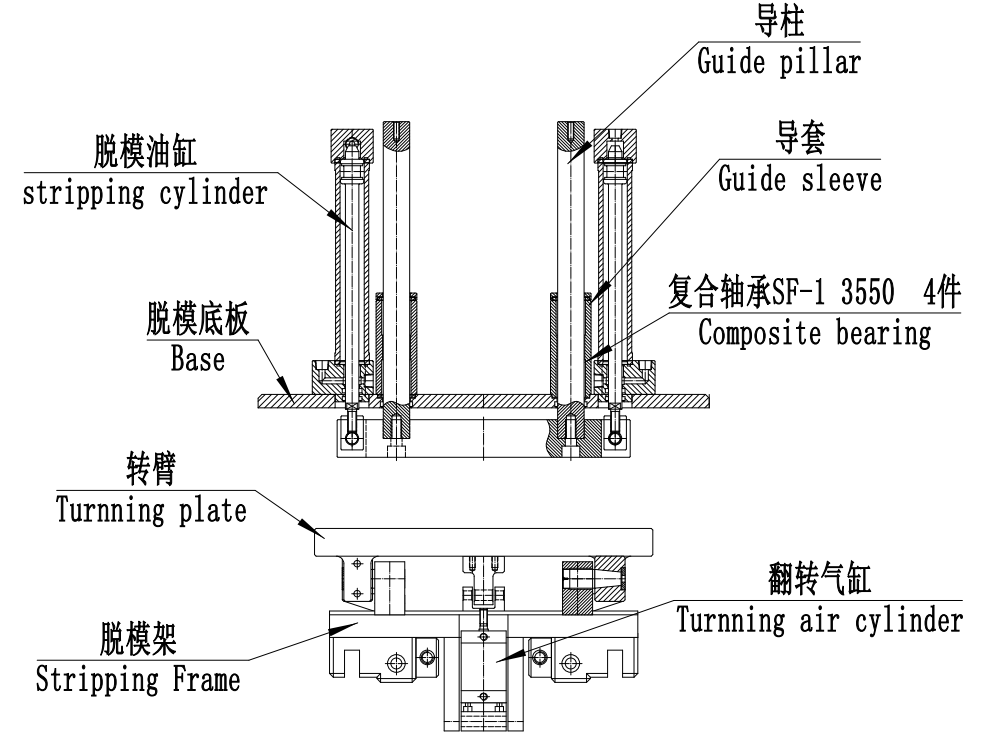 导柱
Guide pillar
脱模油缸
stripping cylinder
导套
Guide sleeve
复合轴承SF-1 3550 4件
Composite bearing
脱模底板
Base
转臂
Turnning plate
翻转气缸
Turnning air cylinder
脱模架
Stripping Frame